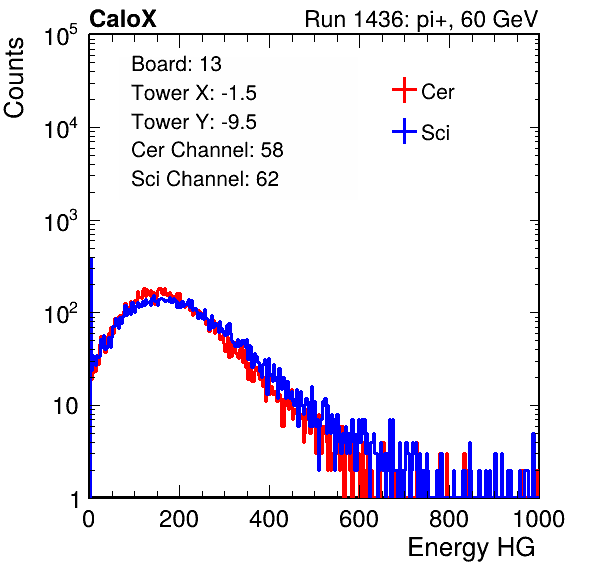 CaloX
Run 1436: pi+, 60 GeV
Counts
Board: 13
Tower X: -1.5
Tower Y: -9.5
Cer Channel: 58
Sci Channel: 62
Cer
Sci
10^5
10^4
10^3
10^2
10
1
0 200 400 600 800 1000
Energy HG